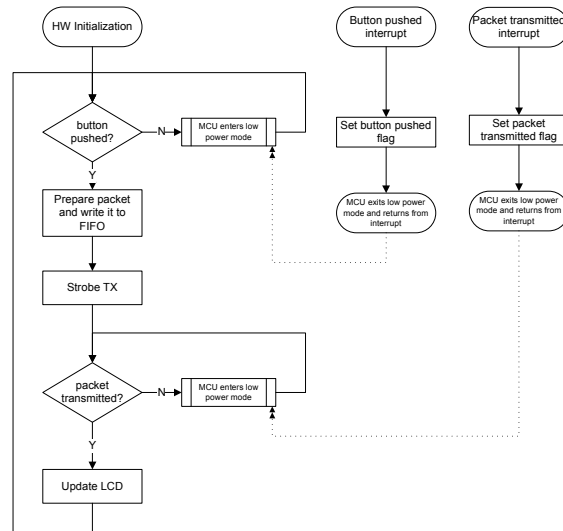 HW Initialization
button
pushed?
N
MCU enters low
power mode
Y
Prepare packet
and write it to
FIFO
Strobe TX
packet
transmitted?
N
MCU enters low
power mode
Y
Update LCD
Button pushed
interrupt
Set button pushed
flag
MCU exits low power
mode and returns from
interrupt
Packet transmitted
interrupt
Set packet
transmitted flag
MCU exits low power
mode and returns from
interrupt